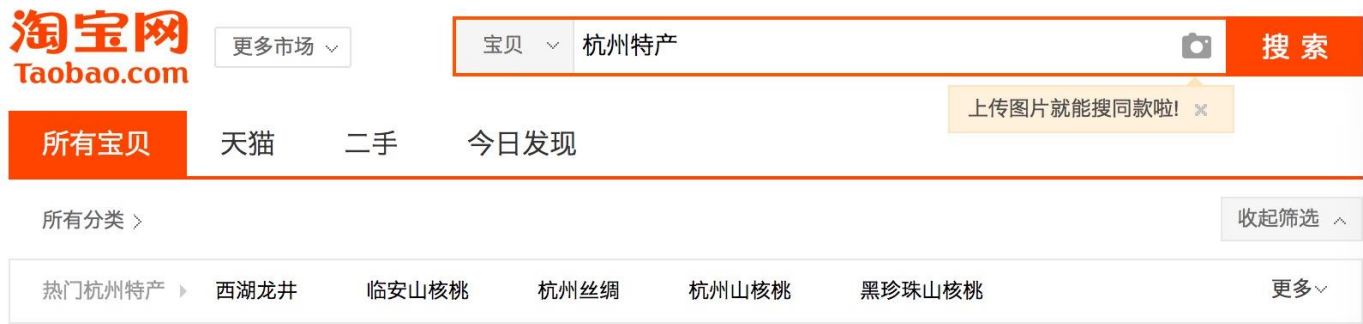 淘宝网
Taobao.com
更多市场
宝贝
杭州特产
搜索
上传图片就能搜同款啦!
所有宝贝 天猫 二手 今日发现
所有分类
收起筛选
热门杭州特产 西湖龙井 临安山核桃 杭州丝绸 杭州山核桃 黑珍珠山核桃 更多